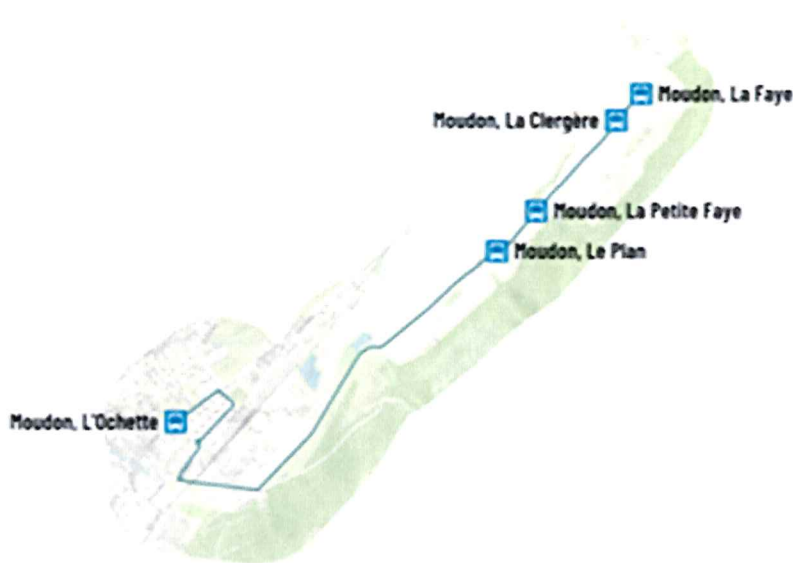 Moudon, La Faye
Moudon, La Clergère
Moudon, La Petite Faye
Moudon, Le Plan
Moudon, L'Ochette